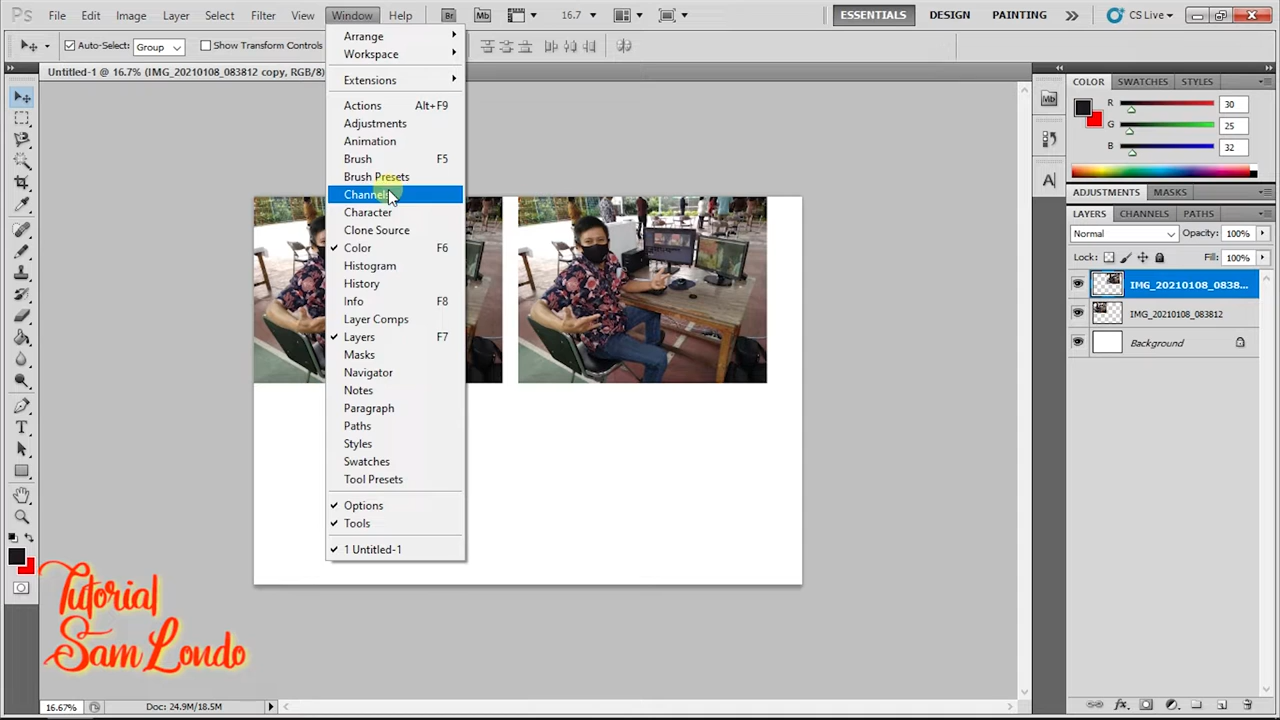 Ps File Edit Image Layer Select Filter View Window Help Br Mb 16.7 ESSENTIALS DESIGN PAINTING CS Live
Auto-Select: Group Show Transform Controls
Untitled-1 @ 16.7% (IMG_20210108_083812 copy, RGB/8)
Arrange
Workspace
Extensions
Actions Alt+F9
Adjustments
Animation
Brush F5
Brush Presets
Channels
Character
Clone Source
Color F6
Histogram
History
Info F8
Layer Comps
Layers F7
Masks
Navigator
Notes
Paragraph
Paths
Styles
Swatches
Tool Presets
Options
Tools
1 Untitled-1
COLOR SWATCHES STYLES
R 30
G 25
B 32
ADJUSTMENTS MASKS
LAYERS CHANNELS PATHS
Normal Opacity: 100%
Lock: Fill: 100%
IMG_20210108_0838...
IMG_20210108_083812
Background
Tutorial
Sam Londo
16.67% Doc: 24.9M/18.5M